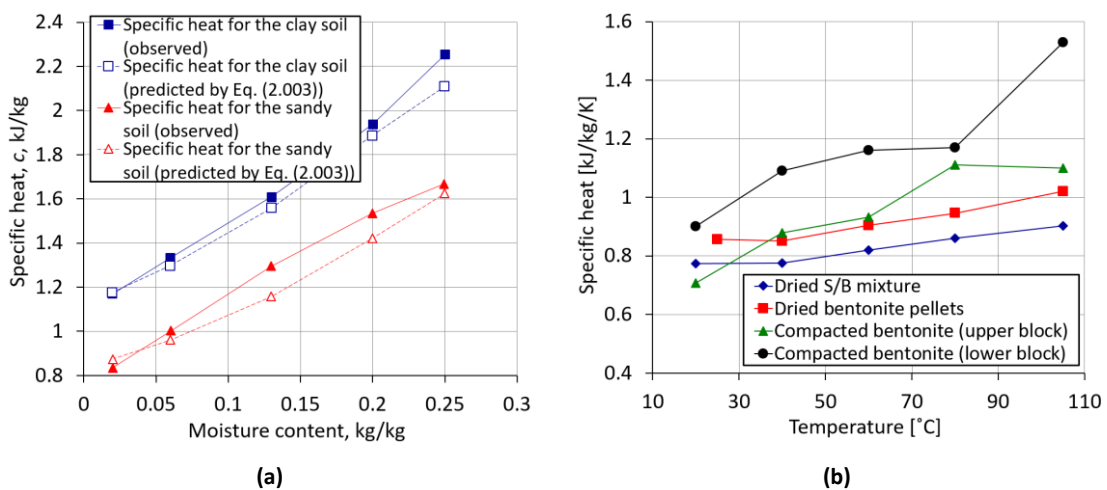 2.4
2.2
2
1.8
1.6
1.4
1.2
1
0.8
Specific heat, c, kJ/kg
Specific heat for the clay soil
(observed)
Specific heat for the clay soil
(predicted by Eq. (2.003))
Specific heat for the sandy
soil (observed)
Specific heat for the sandy
soil (predicted by Eq. (2.003))
0 0.05 0.1 0.15 0.2 0.25 0.3
Moisture content, kg/kg
(a)
1.6
1.4
1.2
1
0.8
0.6
0.4
Specific heat [kJ/kg/K]
Dried S/B mixture
Dried bentonite pellets
Compacted bentonite (upper block)
Compacted bentonite (lower block)
10 30 50 70 90 110
Temperature [˚C]
(b)